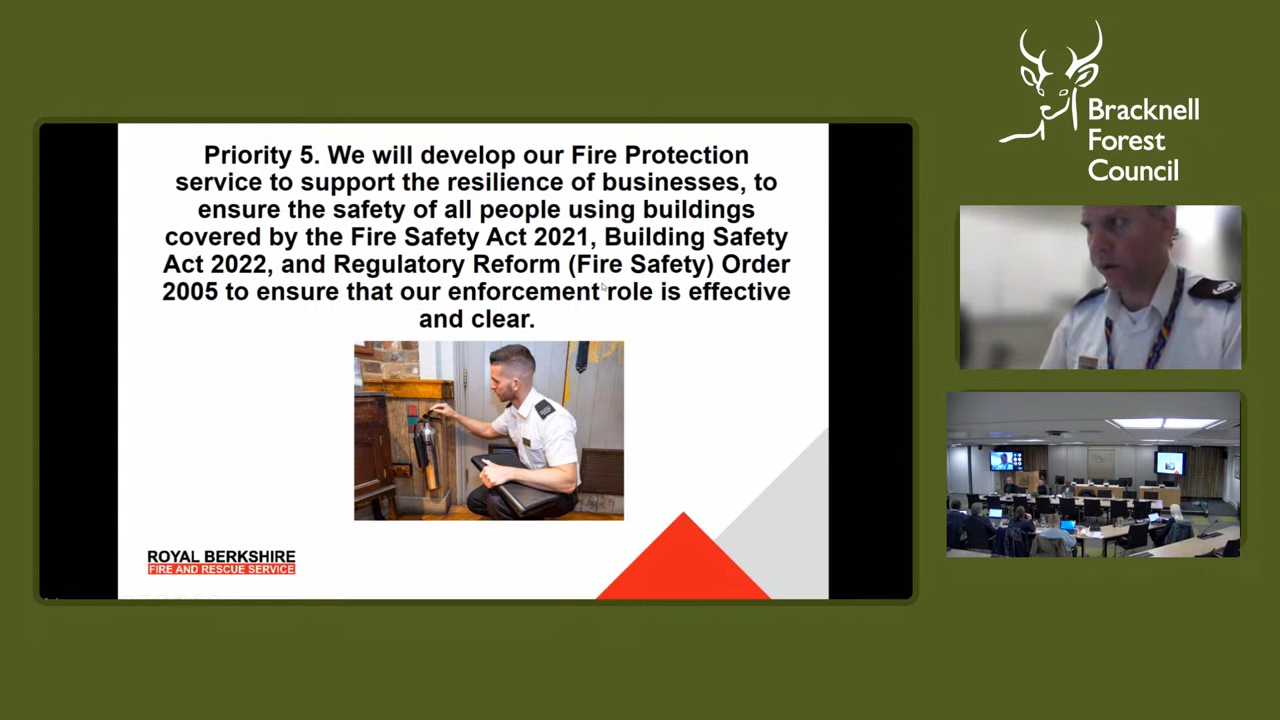 Priority 5. We will develop our Fire Protection
service to support the resilience of businesses, to
ensure the safety of all people using buildings
covered by the Fire Safety Act 2021, Building Safety
Act 2022, and Regulatory Reform (Fire Safety) Order
2005 to ensure that our enforcement role is effective
and clear.
ROYAL BERKSHIRE
FIRE AND RESCUE SERVICE
Bracknell
Forest
Council